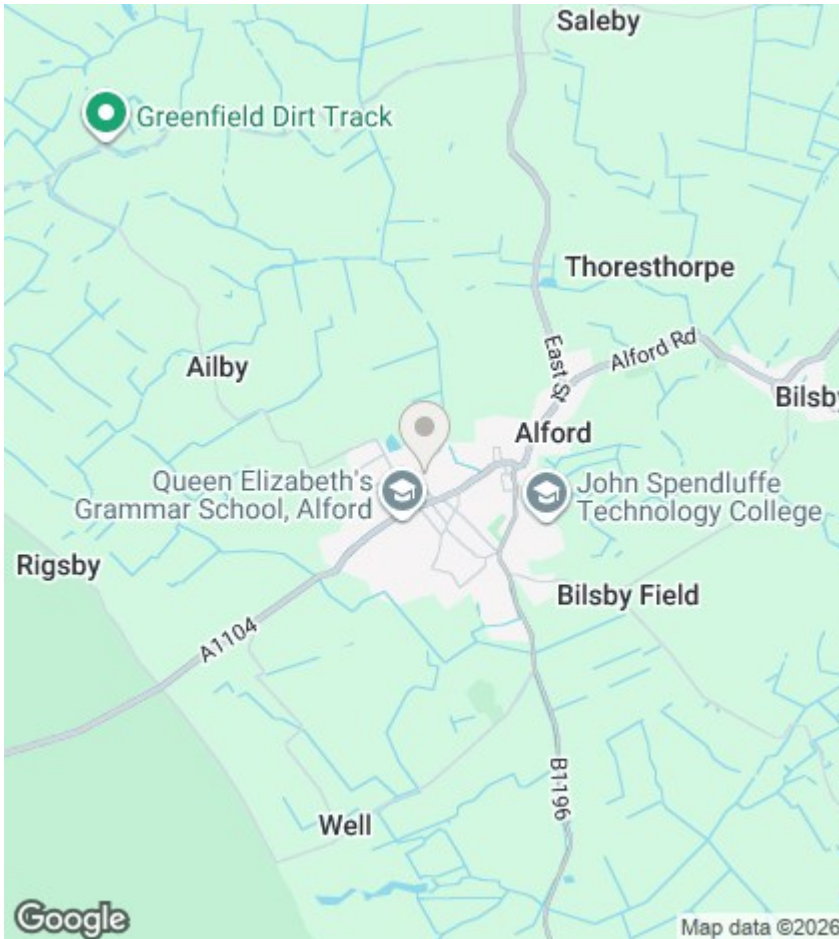 Saleby
Greenfield Dirt Track
Thoresthorpe
East St
Alford Rd
Ailby
Bilsby
Alford
Queen Elizabeth's
Grammar School, Alford
John Spendluffe
Technology College
Rigsby
Bilsby Field
A1104
B1196
Well
Google
Map data ©2026